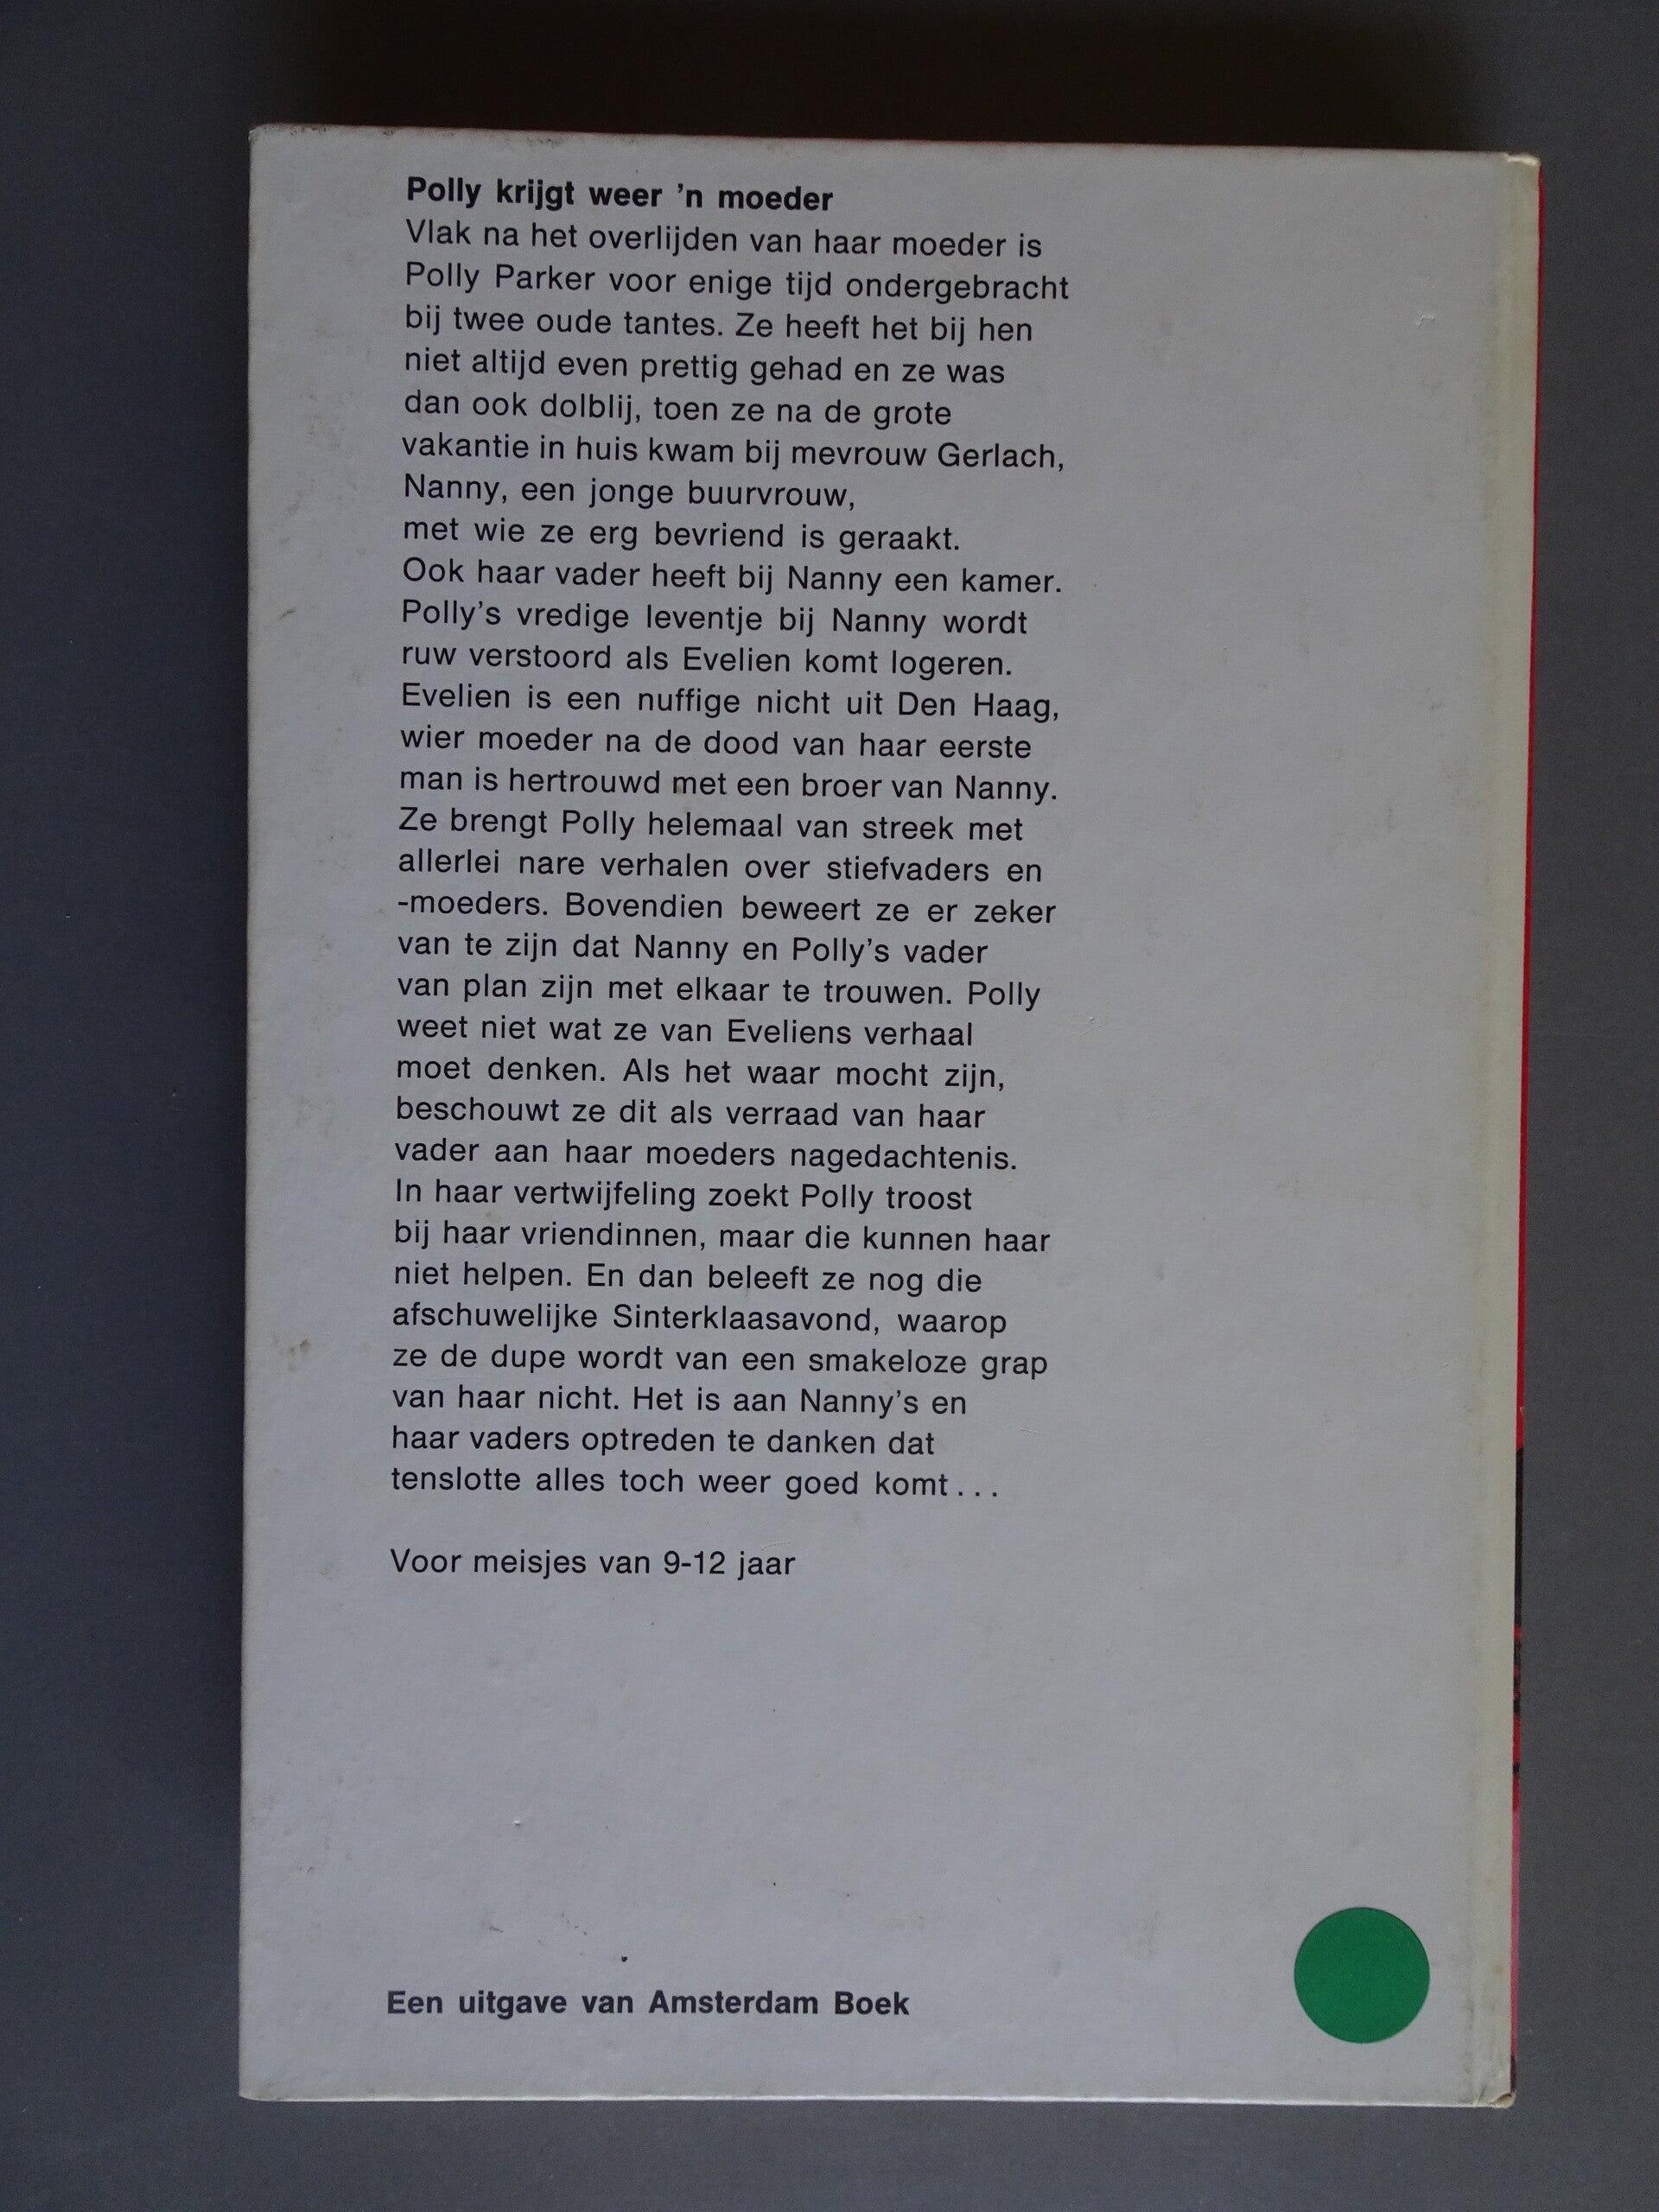 Polly krijgt weer ’n moeder
Vlak na het overlijden van haar moeder is
Polly Parker voor enige tijd ondergebracht
bij twee oude tantes. Ze heeft het bij hen
niet altijd even prettig gehad en ze was
dan ook dolblij, toen ze na de grote
vakantie in huis kwam bij mevrouw Gerlach,
Nanny, een jonge buurvrouw,
met wie ze erg bevriend is geraakt.
Ook haar vader heeft bij Nanny een kamer.
Polly’s vredige leventje bij Nanny wordt
ruw verstoord als Evelien komt logeren.
Evelien is een nuffige nicht uit Den Haag,
wier moeder na de dood van haar eerste
man is hertrouwd met een broer van Nanny.
Ze brengt Polly helemaal van streek met
allerlei nare verhalen over stiefvaders en
-moeders. Bovendien beweert ze er zeker
van te zijn dat Nanny en Polly’s vader
van plan zijn met elkaar te trouwen. Polly
weet niet wat ze van Eveliens verhaal
moet denken. Als het waar mocht zijn,
beschouwt ze dit als verraad van haar
vader aan haar moeders nagedachtenis.
In haar vertwijfeling zoekt Polly troost
bij haar vriendinnen, maar die kunnen haar
niet helpen. En dan beleeft ze nog die
afschuwelijke Sinterklaasavond, waarop
ze de dupe wordt van een smakeloze grap
van haar nicht. Het is aan Nanny’s en
haar vaders optreden te danken dat
tenslotte alles toch weer goed komt...
Voor meisjes van 9-12 jaar
Een uitgave van Amsterdam Boek